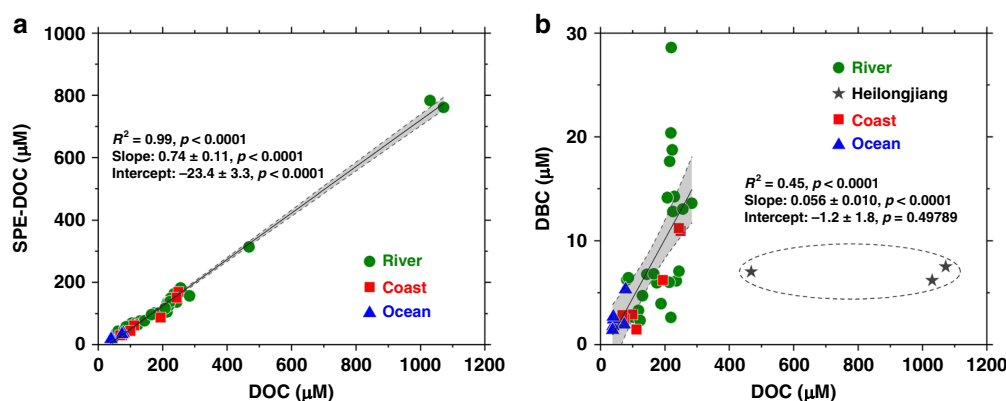 a
1000
800
600
400
200
0
SPE-DOC (μM)
R² = 0.99, p < 0.0001
Slope: 0.74 ± 0.11, p < 0.0001
Intercept: –23.4 ± 3.3, p < 0.0001
River
Coast
Ocean
0 200 400 600 800 1000 1200
DOC (μM)
b
30
20
10
0
DBC (μM)
River
Heilongjiang
Coast
Ocean
R² = 0.45, p < 0.0001
Slope: 0.056 ± 0.010, p < 0.0001
Intercept: –1.2 ± 1.8, p = 0.49789
0 200 400 600 800 1000 1200
DOC (μM)